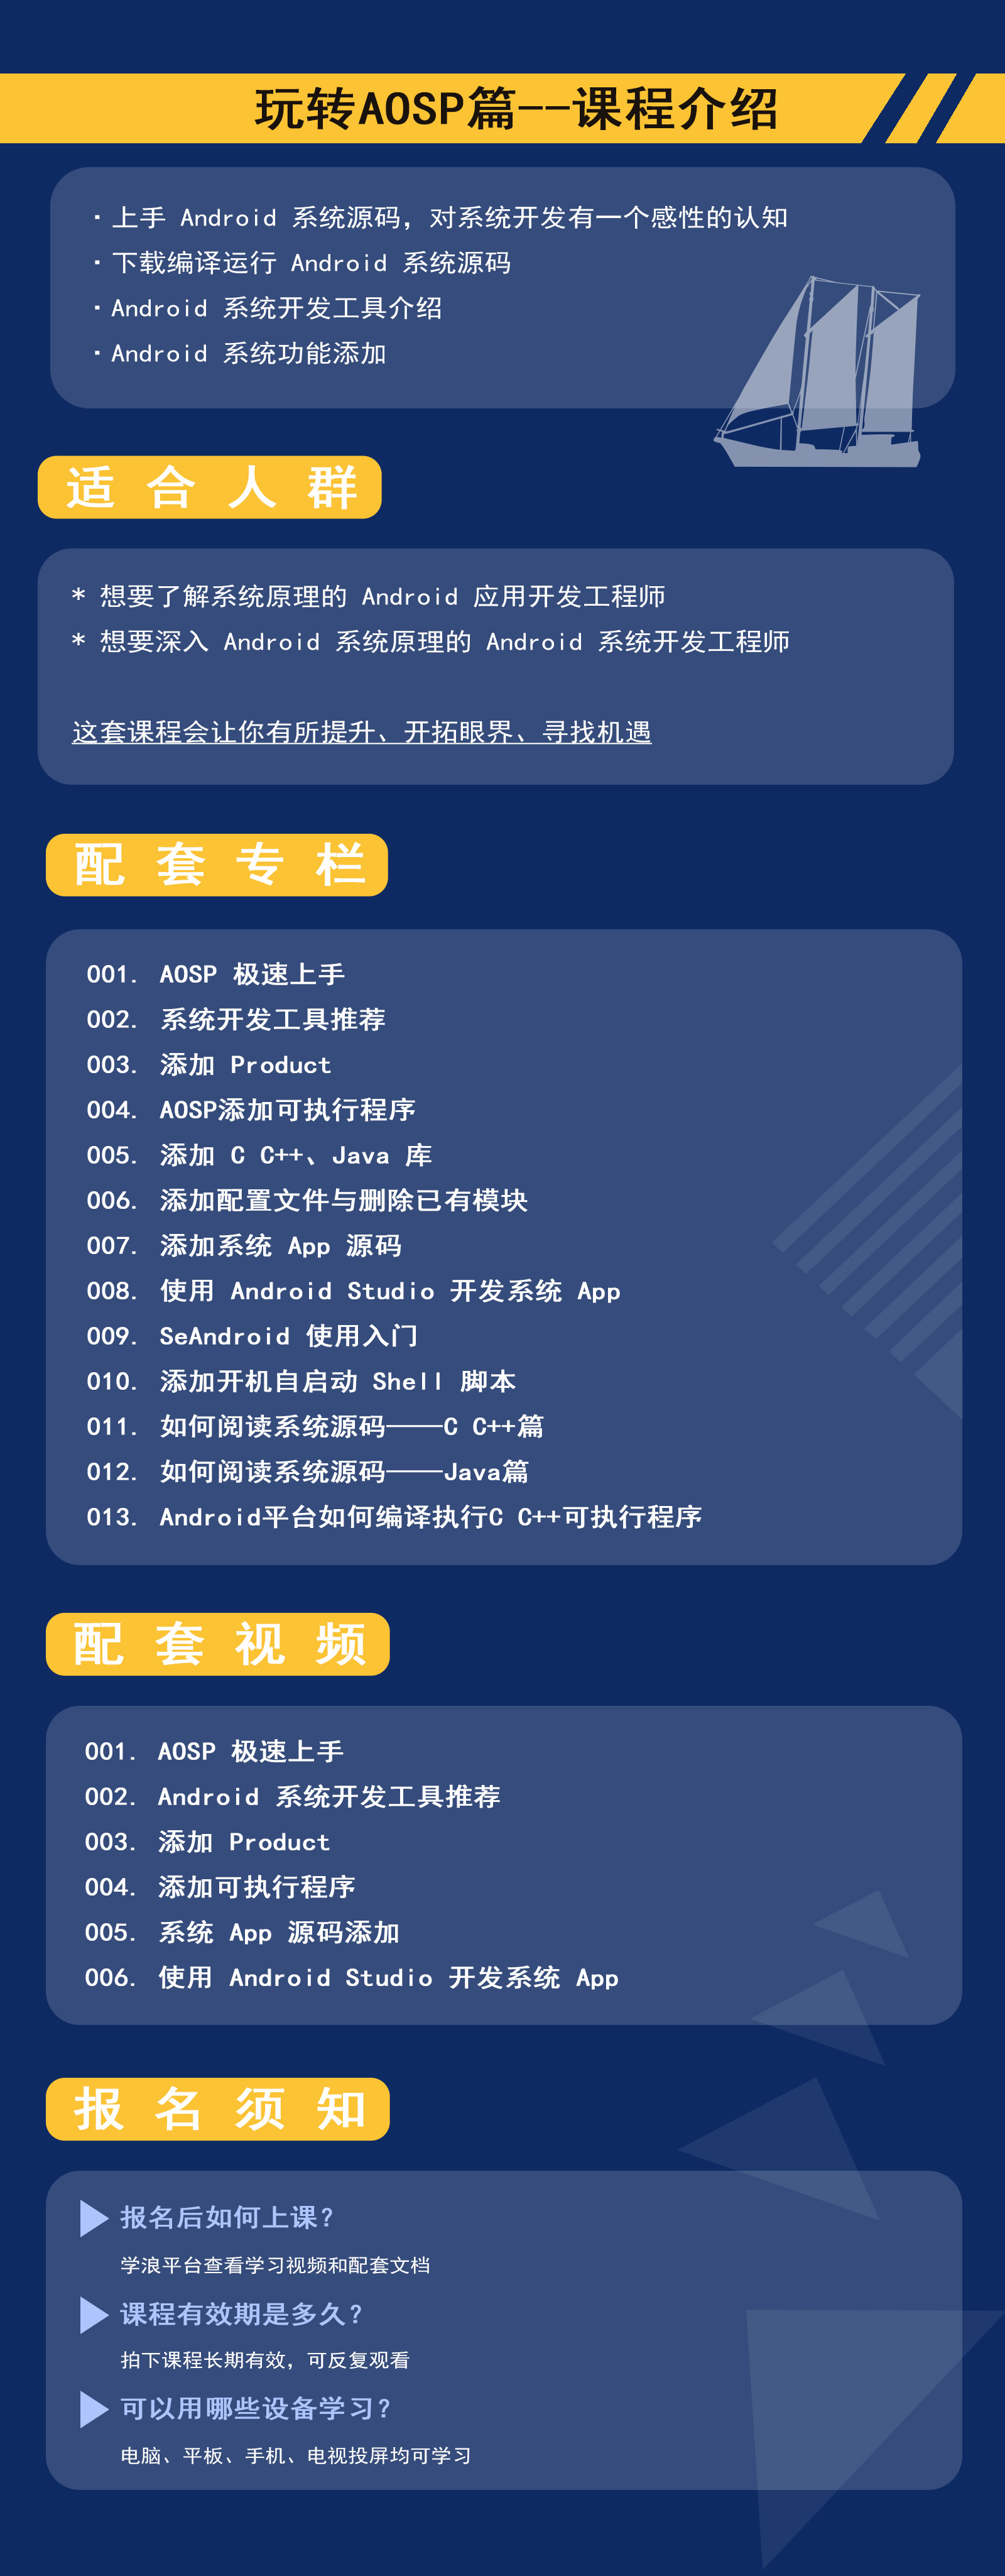 玩转AOSP篇--课程介绍
· 上手 Android 系统源码，对系统开发有一个感性的认知
· 下载编译运行 Android 系统源码
· Android 系统开发工具介绍
· Android 系统功能添加
适 合 人 群
* 想要了解系统原理的 Android 应用开发工程师
* 想要深入 Android 系统原理的 Android 系统开发工程师
这套课程会让你有所提升、开拓眼界、寻找机遇
配 套 专 栏
001. AOSP 极速上手
002. 系统开发工具推荐
003. 添加 Product
004. AOSP添加可执行程序
005. 添加 C C++、Java 库
006. 添加配置文件与删除已有模块
007. 添加系统 App 源码
008. 使用 Android Studio 开发系统 App
009. SeAndroid 使用入门
010. 添加开机自启动 Shell 脚本
011. 如何阅读系统源码——C C++篇
012. 如何阅读系统源码——Java篇
013. Android平台如何编译执行C C++可执行程序
配 套 视 频
001. AOSP 极速上手
002. Android 系统开发工具推荐
003. 添加 Product
004. 添加可执行程序
005. 系统 App 源码添加
006. 使用 Android Studio 开发系统 App
报 名 须 知
报名后如何上课？
学浪平台查看学习视频和配套文档
课程有效期是多久？
拍下课程长期有效，可反复观看
可以用哪些设备学习？
电脑、平板、手机、电视投屏均可学习